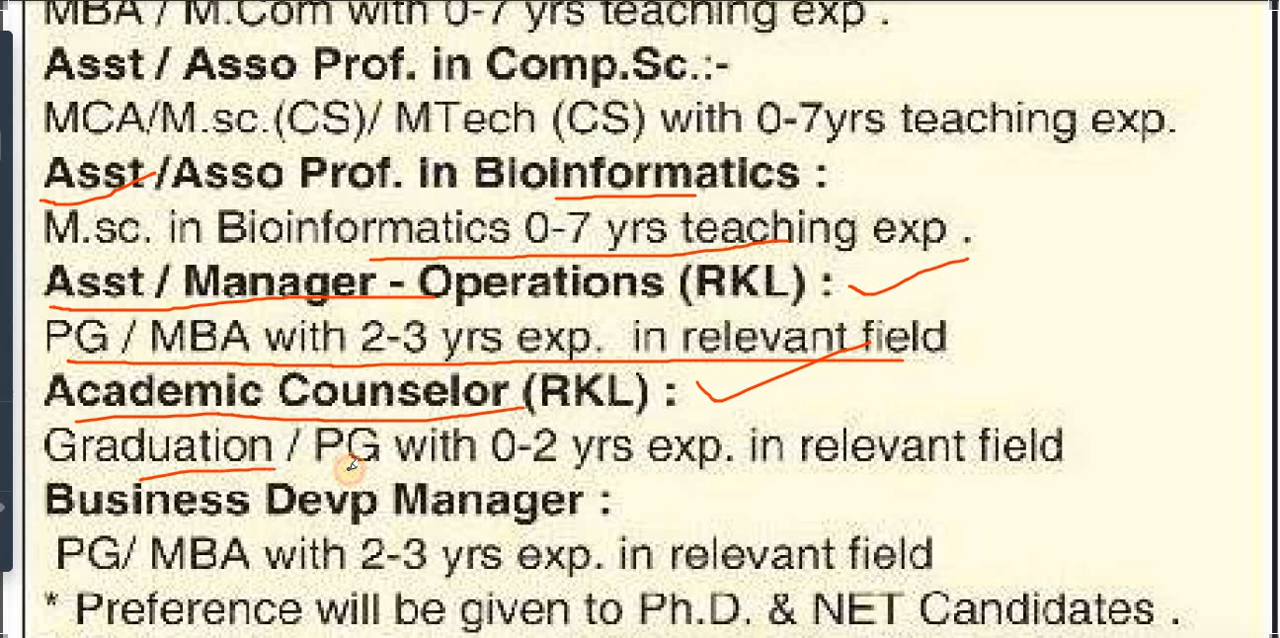 MBA / M.Com with 0-7 yrs teaching exp .
Asst / Asso Prof. in Comp.Sc.:-
MCA/M.sc.(CS)/ MTech (CS) with 0-7yrs teaching exp.
Asst /Asso Prof. in Bioinformatics :
M.sc. in Bioinformatics 0-7 yrs teaching exp .
Asst / Manager - Operations (RKL) :
PG / MBA with 2-3 yrs exp. in relevant field
Academic Counselor (RKL) :
Graduation / PG with 0-2 yrs exp. in relevant field
Business Devp Manager :
PG/ MBA with 2-3 yrs exp. in relevant field
* Preference will be given to Ph.D. & NET Candidates .